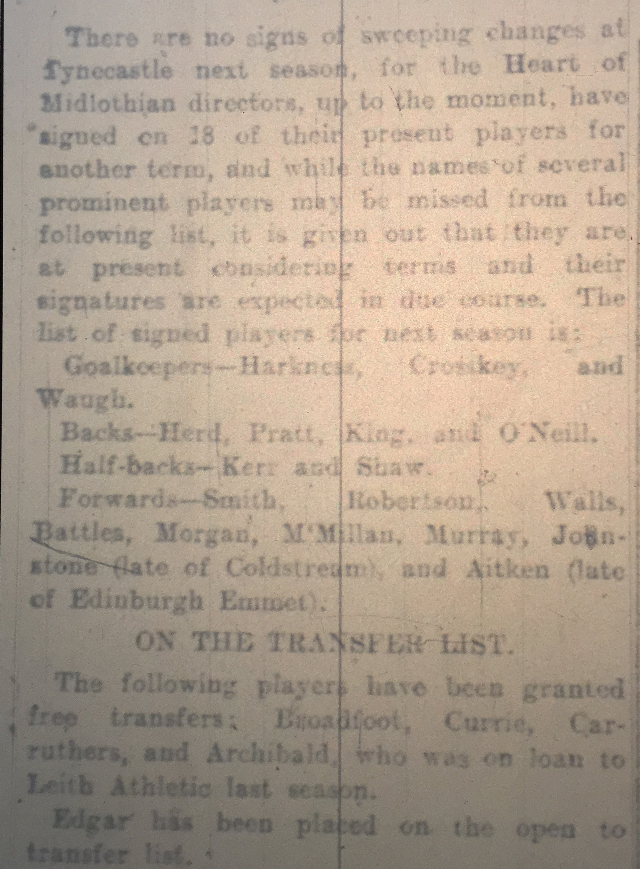 There are no signs of sweeping changes at
Tynecastle next season, for the Heart of
Midlothian directors, up to the moment, have
signed on 18 of their present players for
another term, and while the names of several
prominent players may be missed from the
following list, it is given out that they are
at present considering terms and their
signatures are expected in due course. The
list of signed players for next season is:
Goalkeepers—Harkness, Crosskey, and
Waugh.
Backs—Herd, Pratt, King, and O'Neill.
Half-backs—Kerr and Shaw.
Forwards—Smith, Robertson, Walls,
Battles, Morgan, M'Millan, Murray, John-
stone (late of Coldstream), and Aitken (late
of Edinburgh Emmet).
ON THE TRANSFER LIST.
The following players have been granted
free transfers: Broadfoot, Currie, Car-
ruthers, and Archibald, who was on loan to
Leith Athletic last season.
Edgar has been placed on the open to
transfer list.